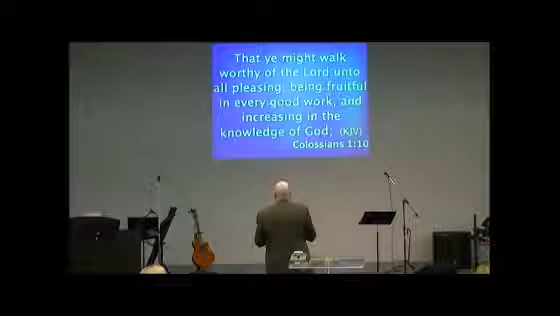 That ye might walk
worthy of the Lord unto
all pleasing, being fruitful
in every good work, and
increasing in the
knowledge of God; (KJV)
Colossians 1:10